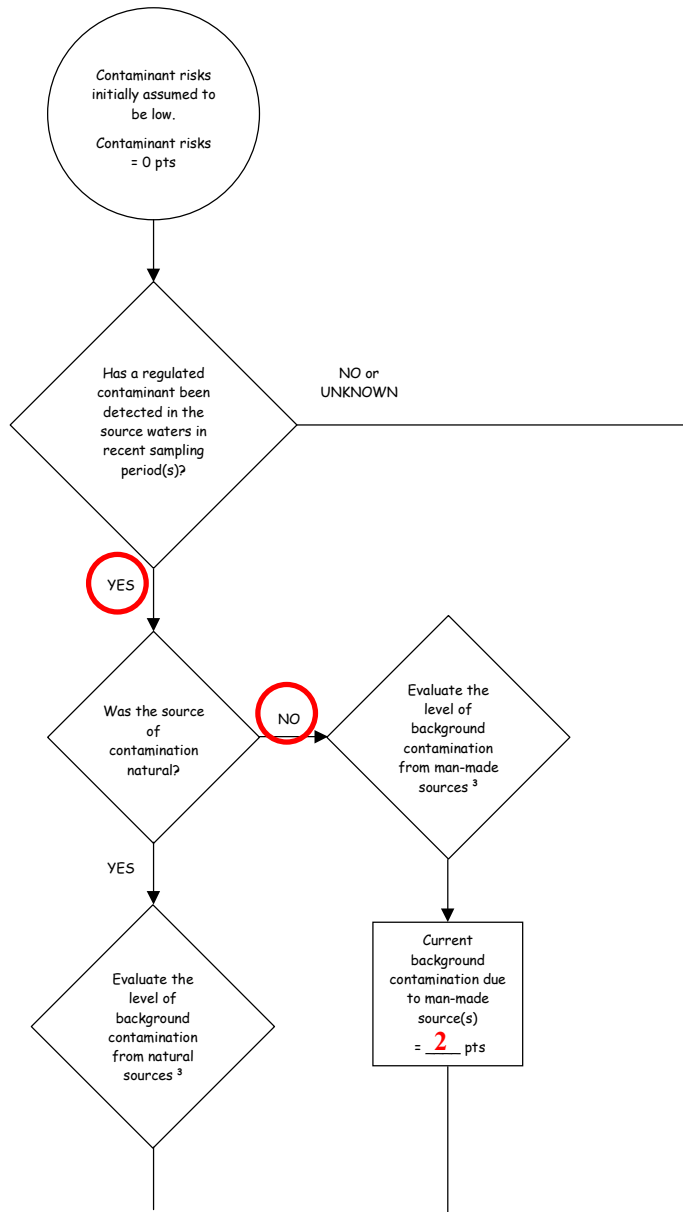 Contaminant risks
initially assumed to
be low.
Contaminant risks
= 0 pts
Has a regulated
contaminant been
detected in the
source waters in
recent sampling
period(s)?
NO or
UNKNOWN
YES
Was the source
of
contamination
natural?
NO
Evaluate the
level of
background
contamination
from man-made
sources ³
YES
Evaluate the
level of
background
contamination
from natural
sources ³
Current
background
contamination due
to man-made
source(s)
= __2__ pts